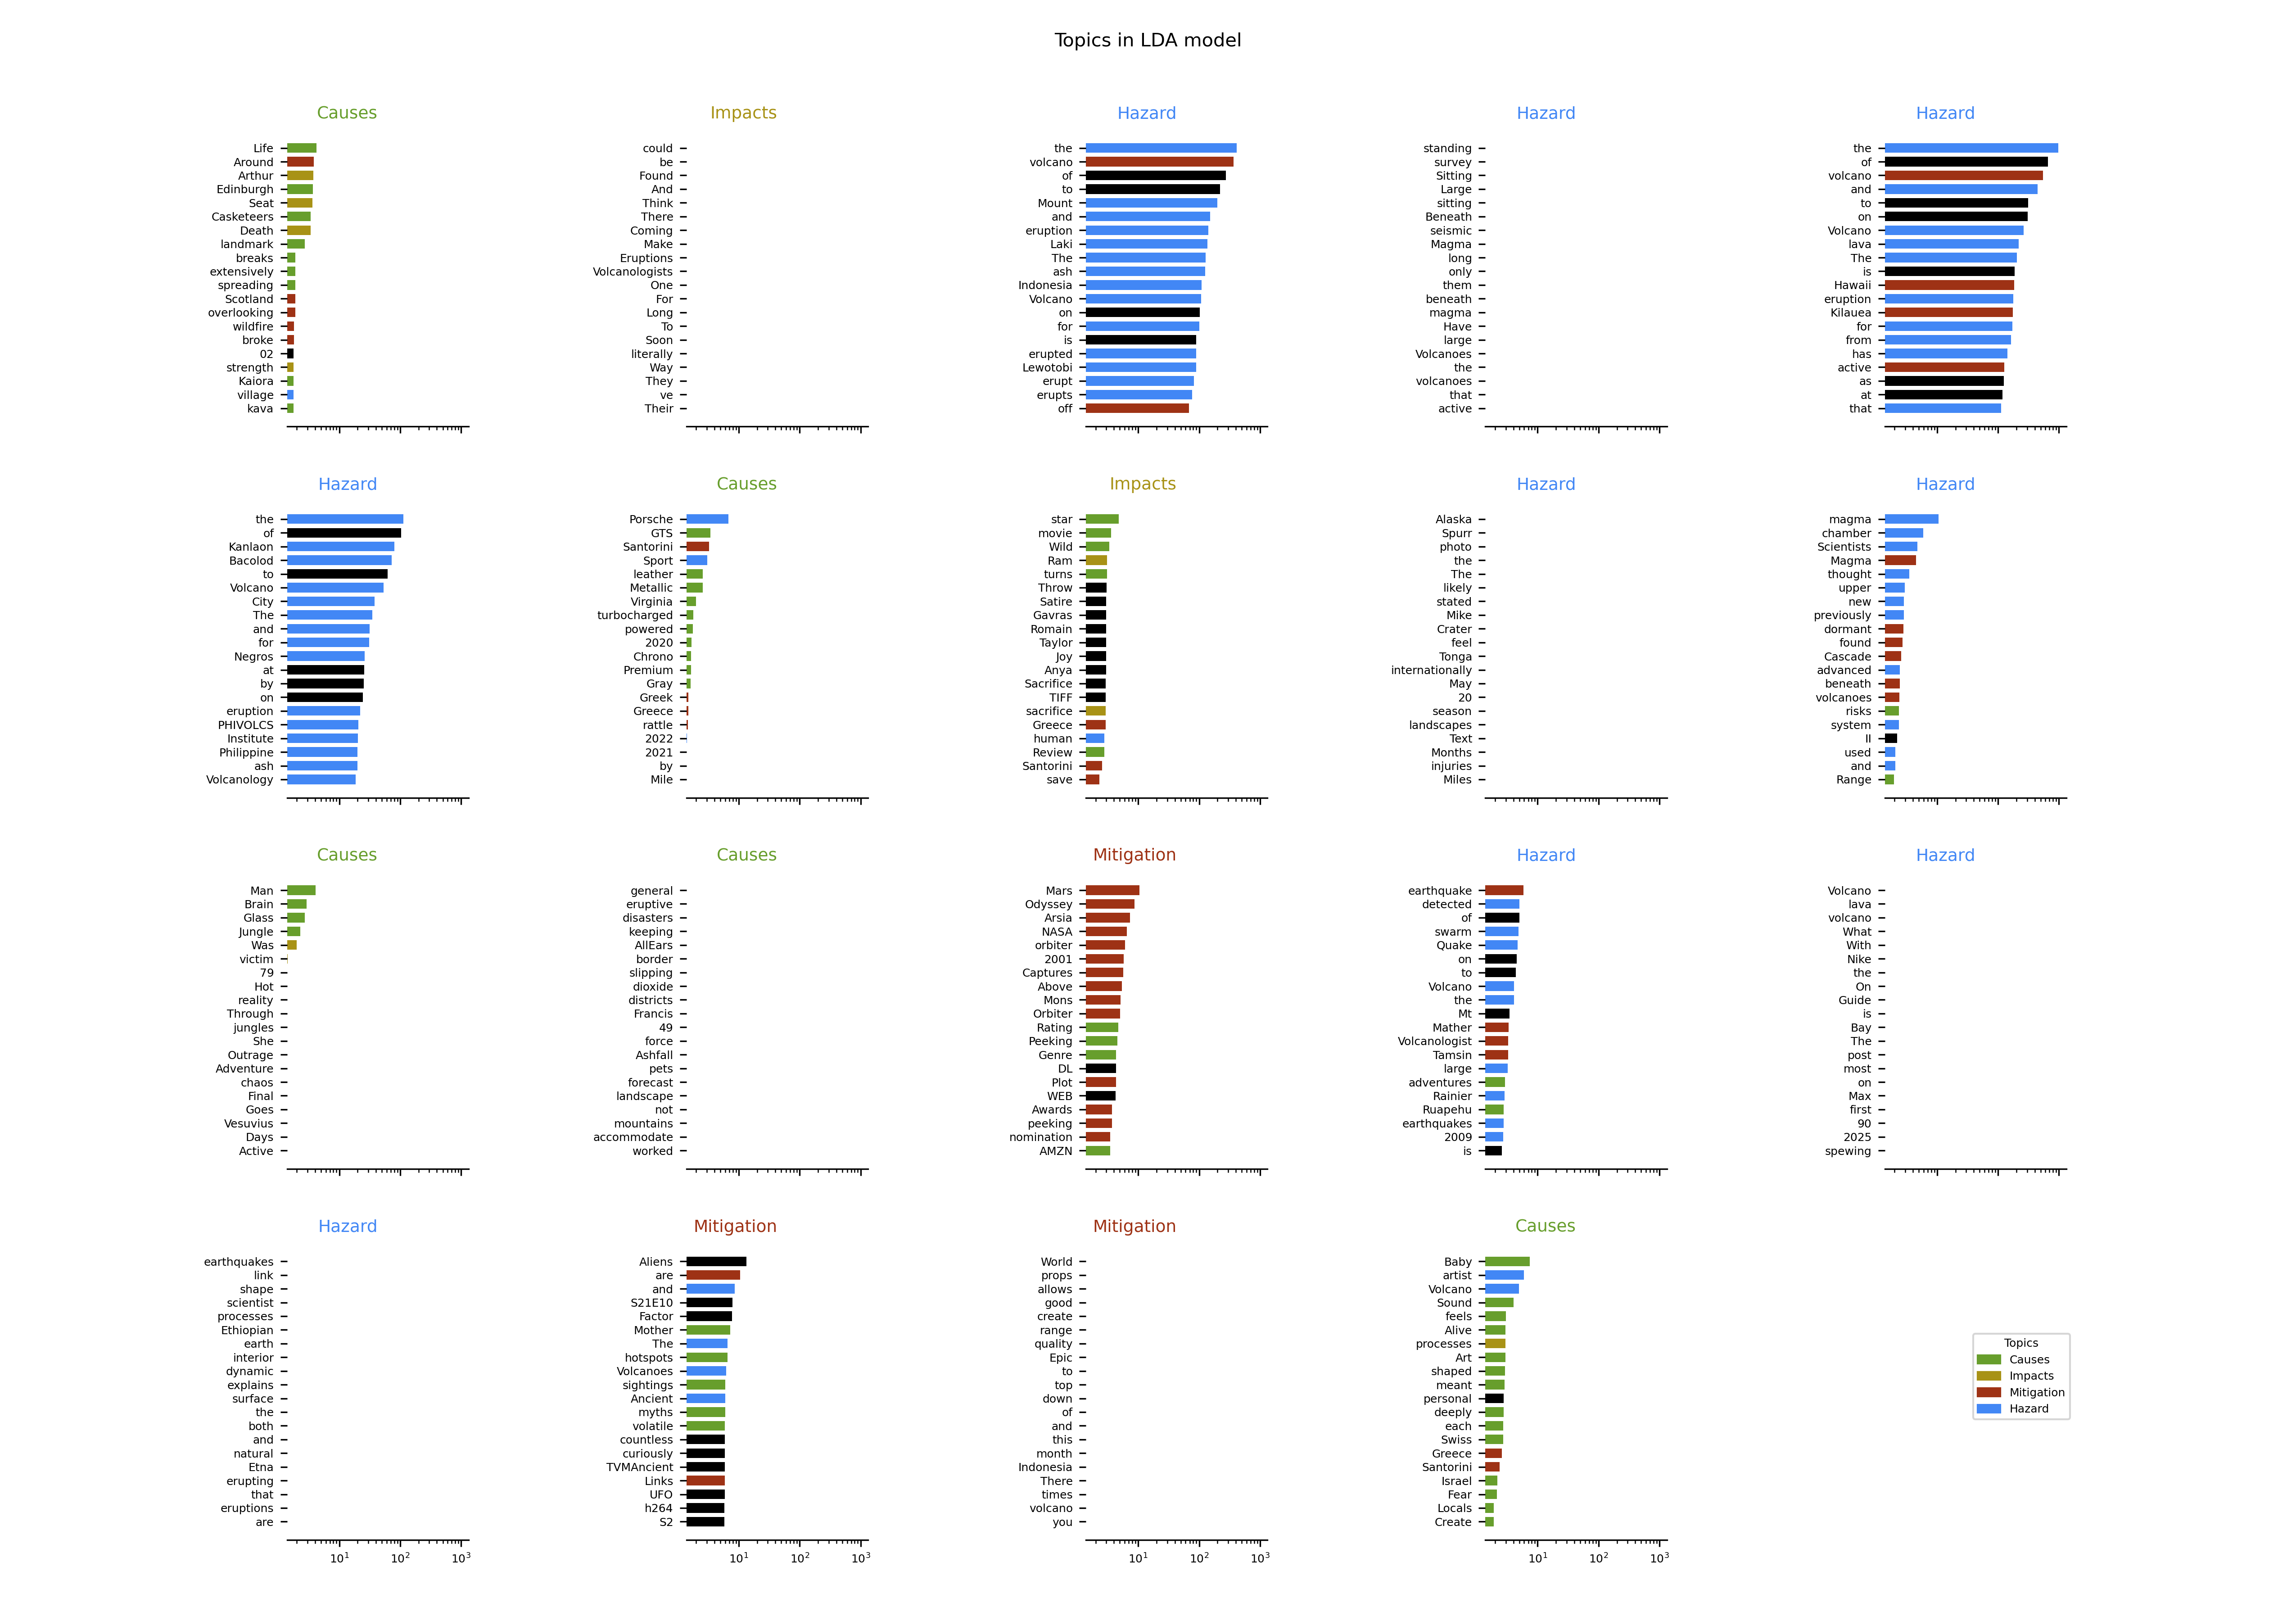 Topics in LDA model
Causes
Life
Around
Arthur
Edinburgh
Seat
Casketeers
Death
landmark
breaks
extensively
spreading
Scotland
overlooking
wildfire
broke
02
strength
Kaiora
village
kava
Impacts
could
be
Found
And
Think
There
Coming
Make
Eruptions
Volcanologists
One
For
Long
To
Soon
literally
Way
They
ve
Their
Hazard
the
volcano
of
to
Mount
and
eruption
Laki
The
ash
Indonesia
Volcano
on
for
is
erupted
Lewotobi
erupt
erupts
off
Hazard
standing
survey
Sitting
Large
sitting
Beneath
seismic
Magma
long
only
them
beneath
magma
Have
large
Volcanoes
the
volcanoes
that
active
Hazard
the
of
volcano
and
to
on
Volcano
lava
The
is
Hawaii
eruption
Kilauea
for
from
has
active
as
at
that
Hazard
the
of
Kanlaon
Bacolod
to
Volcano
City
The
and
for
Negros
at
by
on
eruption
PHIVOLCS
Institute
Philippine
ash
Volcanology
Causes
Porsche
GTS
Santorini
Sport
leather
Metallic
Virginia
turbocharged
powered
2020
Chrono
Premium
Gray
Greek
Greece
rattle
2022
2021
by
Mile
Impacts
star
movie
Wild
Ram
turns
Throw
Satire
Gavras
Romain
Taylor
Joy
Anya
Sacrifice
TIFF
sacrifice
Greece
human
Review
Santorini
save
Hazard
Alaska
Spurr
photo
the
The
likely
stated
Mike
Crater
feel
Tonga
internationally
May
20
season
landscapes
Text
Months
injuries
Miles
Hazard
magma
chamber
Scientists
Magma
thought
upper
new
previously
dormant
found
Cascade
advanced
beneath
volcanoes
risks
system
II
used
and
Range
Causes
Man
Brain
Glass
Jungle
Was
victim
79
Hot
reality
Through
jungles
She
Outrage
Adventure
chaos
Final
Goes
Vesuvius
Days
Active
Causes
general
eruptive
disasters
keeping
AllEars
border
slipping
dioxide
districts
Francis
49
force
Ashfall
pets
forecast
landscape
not
mountains
accommodate
worked
Mitigation
Mars
Odyssey
Arsia
NASA
orbiter
2001
Captures
Above
Mons
Orbiter
Rating
Peeking
Genre
DL
Plot
WEB
Awards
peeking
nomination
AMZN
Hazard
earthquake
detected
of
swarm
Quake
on
to
Volcano
the
Mt
Mather
Volcanologist
Tamsin
large
adventures
Rainier
Ruapehu
earthquakes
2009
is
Hazard
Volcano
lava
volcano
What
With
Nike
the
On
Guide
is
Bay
The
post
most
on
Max
first
90
2025
spewing
Hazard
earthquakes
link
shape
scientist
processes
Ethiopian
earth
interior
dynamic
explains
surface
the
both
and
natural
Etna
erupting
that
eruptions
are
10¹ 10² 10³
Mitigation
Aliens
are
and
S21E10
Factor
Mother
The
hotspots
Volcanoes
sightings
Ancient
myths
volatile
countless
curiously
TVMAncient
Links
UFO
h264
S2
10¹ 10² 10³
Mitigation
World
props
allows
good
create
range
quality
Epic
to
top
down
of
and
this
month
Indonesia
There
times
volcano
you
10¹ 10² 10³
Causes
Baby
artist
Volcano
Sound
feels
Alive
processes
Art
shaped
meant
personal
deeply
each
Swiss
Greece
Santorini
Israel
Fear
Locals
Create
10¹ 10² 10³
Topics
Causes
Impacts
Mitigation
Hazard